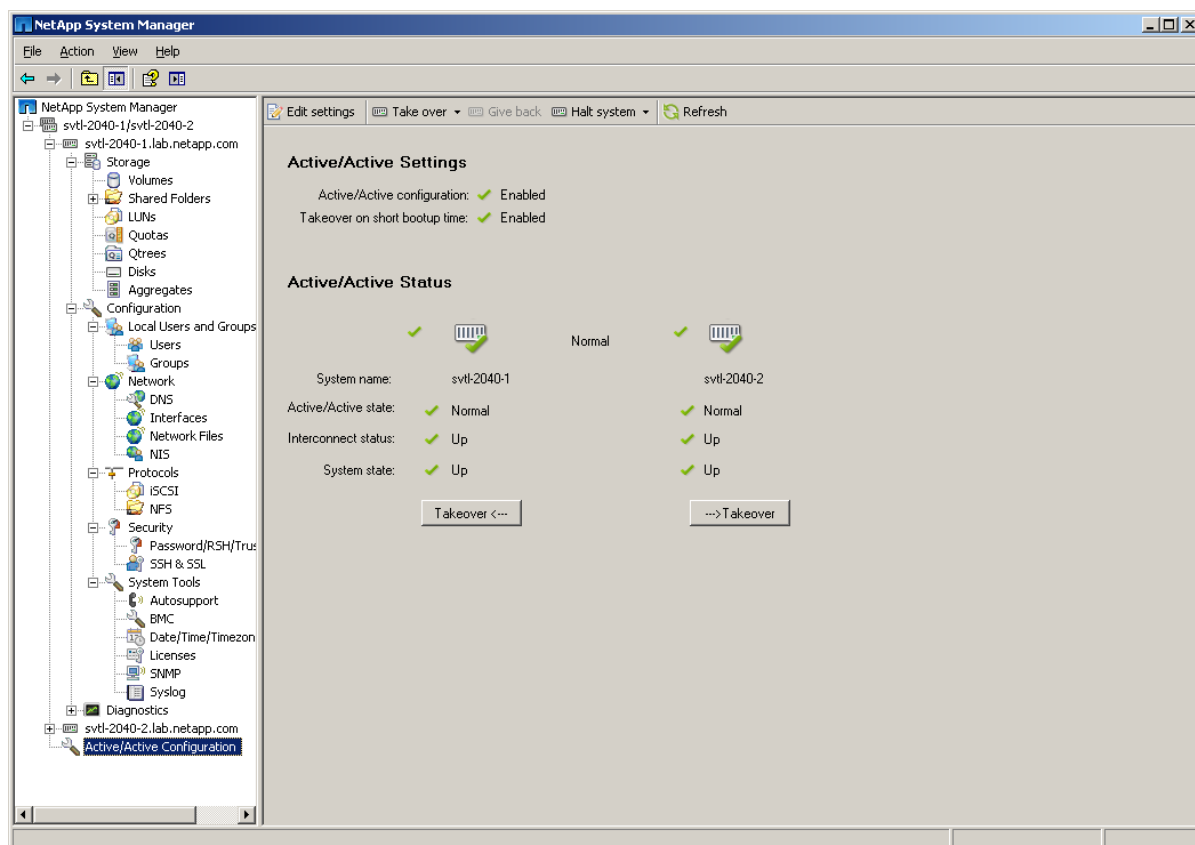 NetApp System Manager
File Action View Help
NetApp System Manager
svtl-2040-1/svtl-2040-2
svtl-2040-1.lab.netapp.com
Storage
Volumes
Shared Folders
LUNs
Quotas
Qtrees
Disks
Aggregates
Configuration
Local Users and Groups
Users
Groups
Network
DNS
Interfaces
Network Files
NIS
Protocols
iSCSI
NFS
Security
Password/RSH/Trus
SSH & SSL
System Tools
Autosupport
BMC
Date/Time/Timezon
Licenses
SNMP
Syslog
Diagnostics
svtl-2040-2.lab.netapp.com
Active/Active Configuration
Edit settings Take over Give back Halt system Refresh
Active/Active Settings
Active/Active configuration: Enabled
Takeover on short bootup time: Enabled
Active/Active Status
Normal
System name: svtl-2040-1 svtl-2040-2
Active/Active state: Normal Normal
Interconnect status: Up Up
System state: Up Up
Takeover <--- --->Takeover